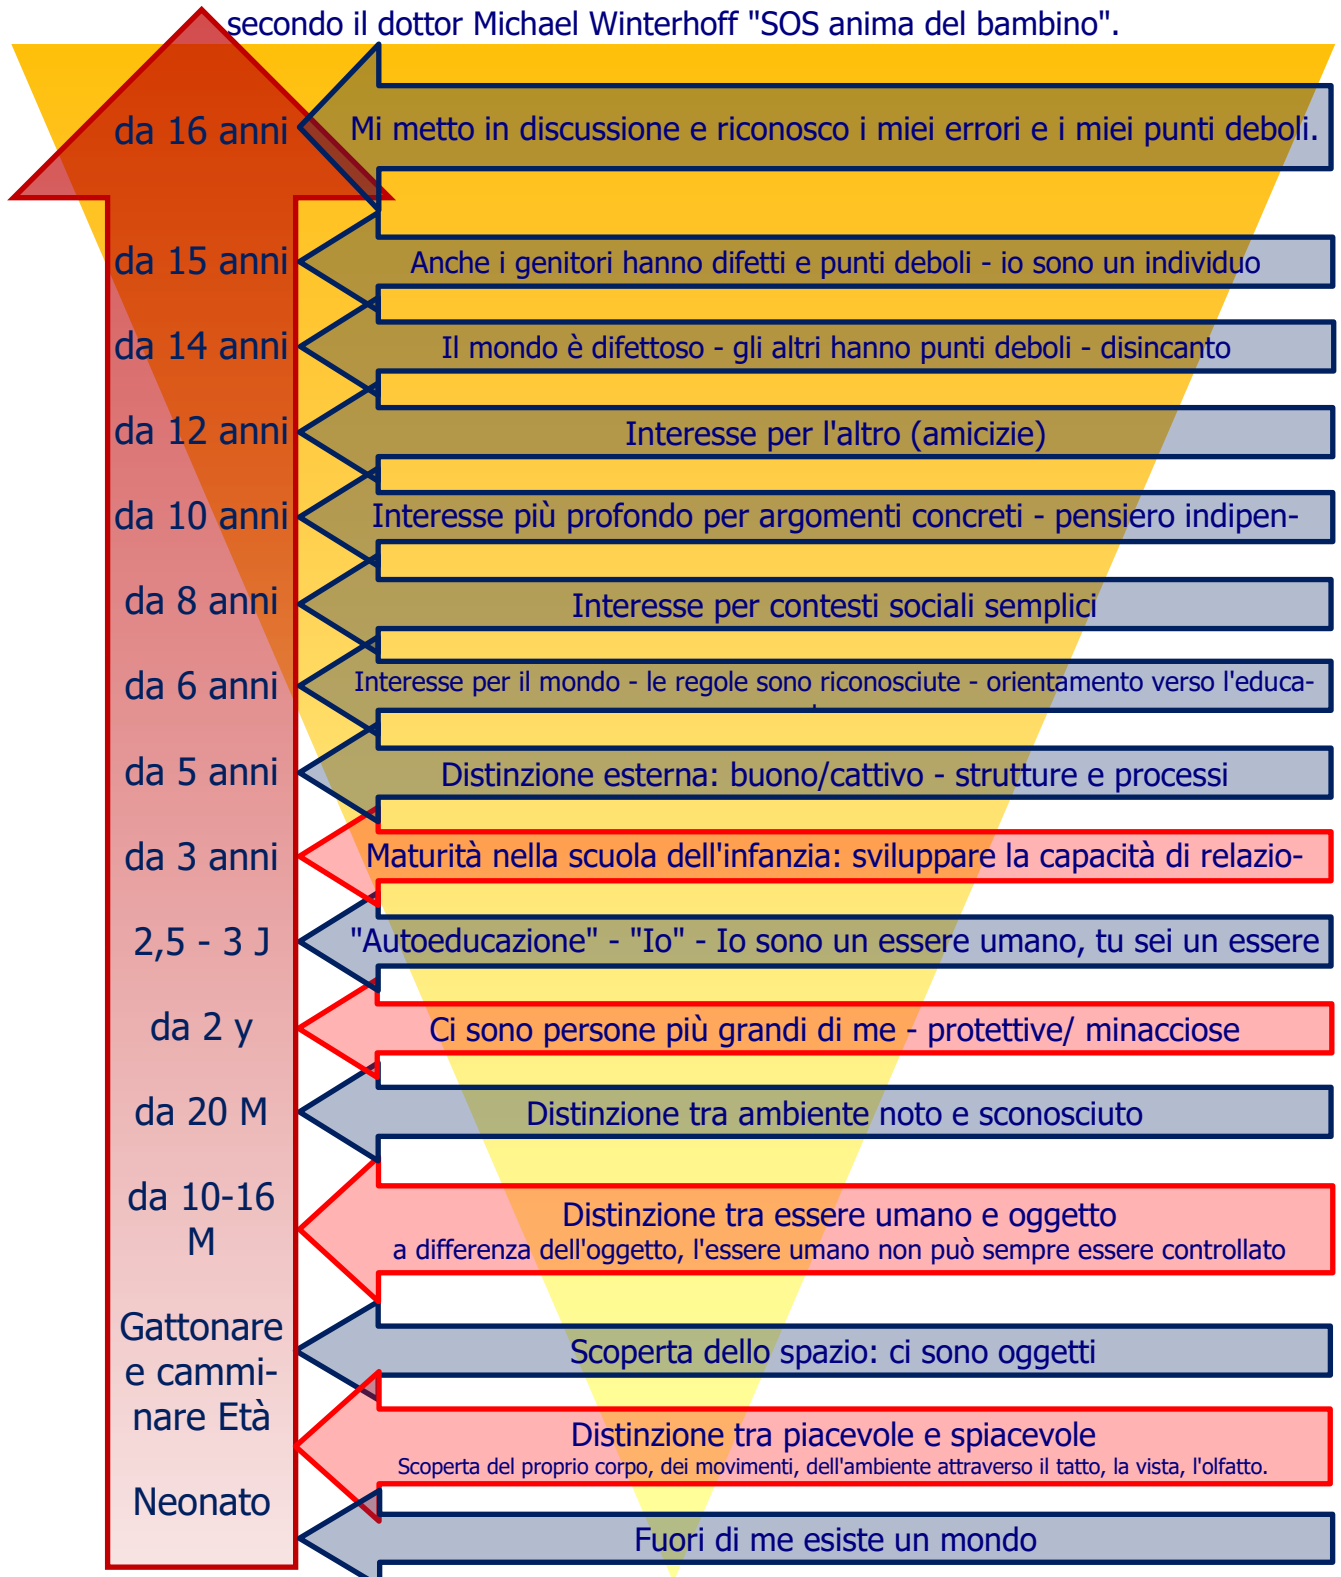 secondo il dottor Michael Winterhoff "SOS anima del bambino".
da 16 anni
Mi metto in discussione e riconosco i miei errori e i miei punti deboli.
da 15 anni
Anche i genitori hanno difetti e punti deboli - io sono un individuo
da 14 anni
Il mondo è difettoso - gli altri hanno punti deboli - disincanto
da 12 anni
Interesse per l'altro (amicizie)
da 10 anni
Interesse più profondo per argomenti concreti - pensiero indipen-
da 8 anni
Interesse per contesti sociali semplici
da 6 anni
Interesse per il mondo - le regole sono riconosciute - orientamento verso l'educa-
da 5 anni
Distinzione esterna: buono/cattivo - strutture e processi
da 3 anni
Maturità nella scuola dell'infanzia: sviluppare la capacità di relazio-
2,5 - 3 J
"Autoeducazione" - "Io" - Io sono un essere umano, tu sei un essere
da 2 y
Ci sono persone più grandi di me - protettive/ minacciose
da 20 M
Distinzione tra ambiente noto e sconosciuto
da 10-16
M
Distinzione tra essere umano e oggetto
a differenza dell'oggetto, l'essere umano non può sempre essere controllato
Gattonare
e cammi-
nare Età
Scoperta dello spazio: ci sono oggetti
Distinzione tra piacevole e spiacevole
Scoperta del proprio corpo, dei movimenti, dell'ambiente attraverso il tatto, la vista, l'olfatto.
Neonato
Fuori di me esiste un mondo